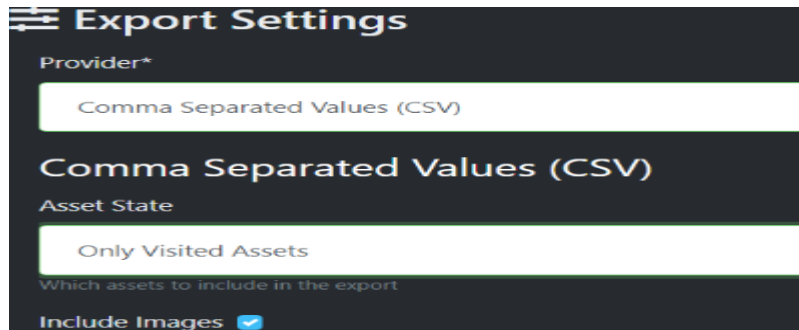 Export Settings
Provider*
Comma Separated Values (CSV)
Comma Separated Values (CSV)
Asset State
Only Visited Assets
Which assets to include in the export
Include Images